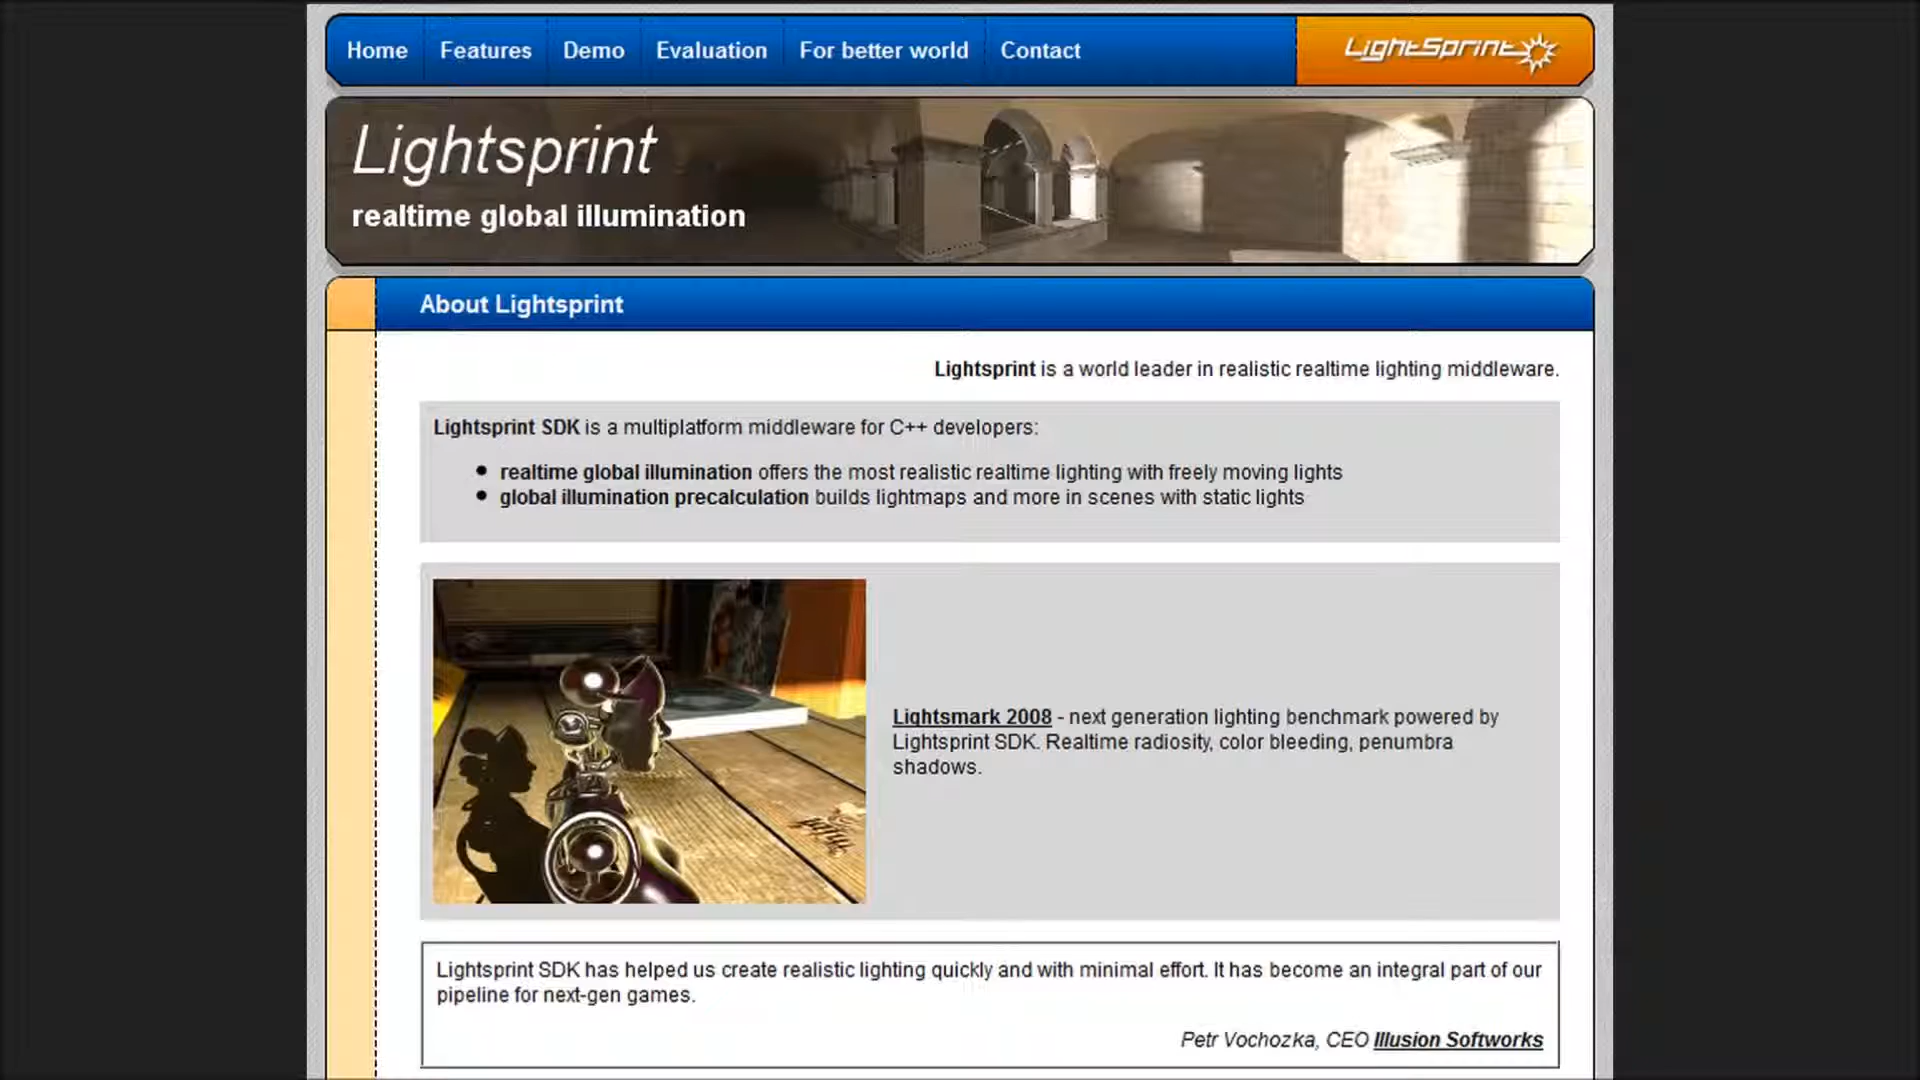 Home Features Demo Evaluation For better world Contact LightSprint
Lightsprint
realtime global illumination
About Lightsprint
Lightsprint is a world leader in realistic realtime lighting middleware.
Lightsprint SDK is a multiplatform middleware for C++ developers:
• realtime global illumination offers the most realistic realtime lighting with freely moving lights
• global illumination precalculation builds lightmaps and more in scenes with static lights
Lightsmark 2008 - next generation lighting benchmark powered by
Lightsprint SDK. Realtime radiosity, color bleeding, penumbra
shadows.
Lightsprint SDK has helped us create realistic lighting quickly and with minimal effort. It has become an integral part of our
pipeline for next-gen games.
Petr Vochozka, CEO Illusion Softworks